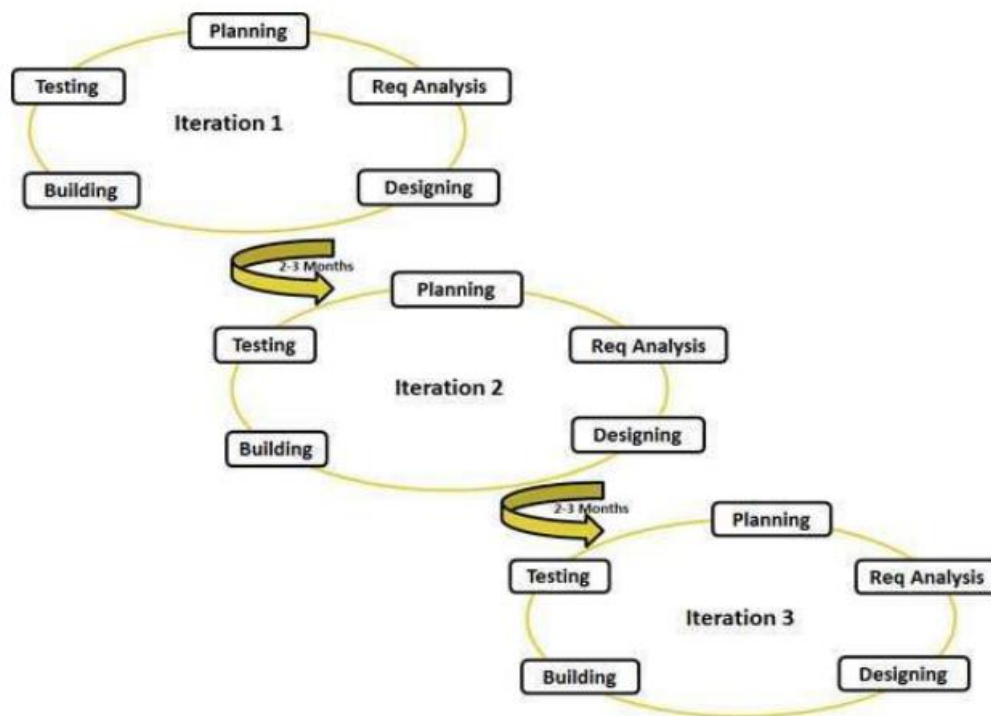 Planning
Testing
Req Analysis
Iteration 1
Building
Designing
2-3 Months
Planning
Testing
Req Analysis
Iteration 2
Building
Designing
2-3 Months
Planning
Testing
Req Analysis
Iteration 3
Building
Designing